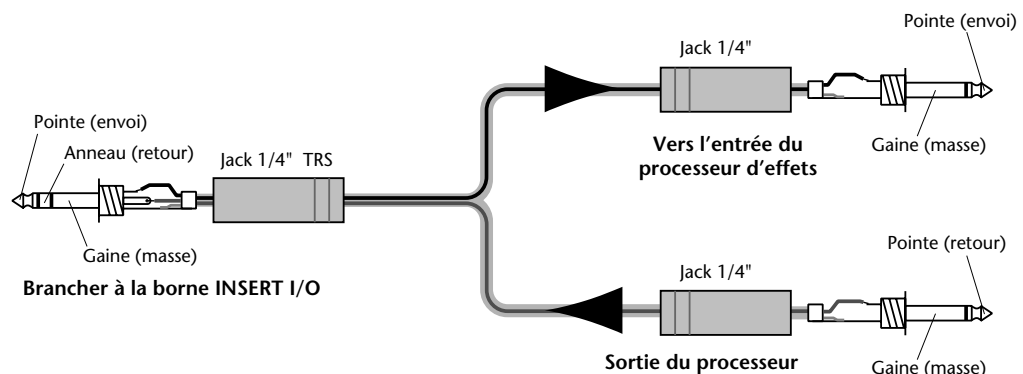 Pointe (envoi)
Anneau (retour)
Jack 1/4" TRS
Gaine (masse)
Brancher à la borne INSERT I/O
Jack 1/4"
Pointe (envoi)
Vers l'entrée du
processeur d'effets
Gaine (masse)
Jack 1/4"
Pointe (retour)
Sortie du processeur
Gaine (masse)